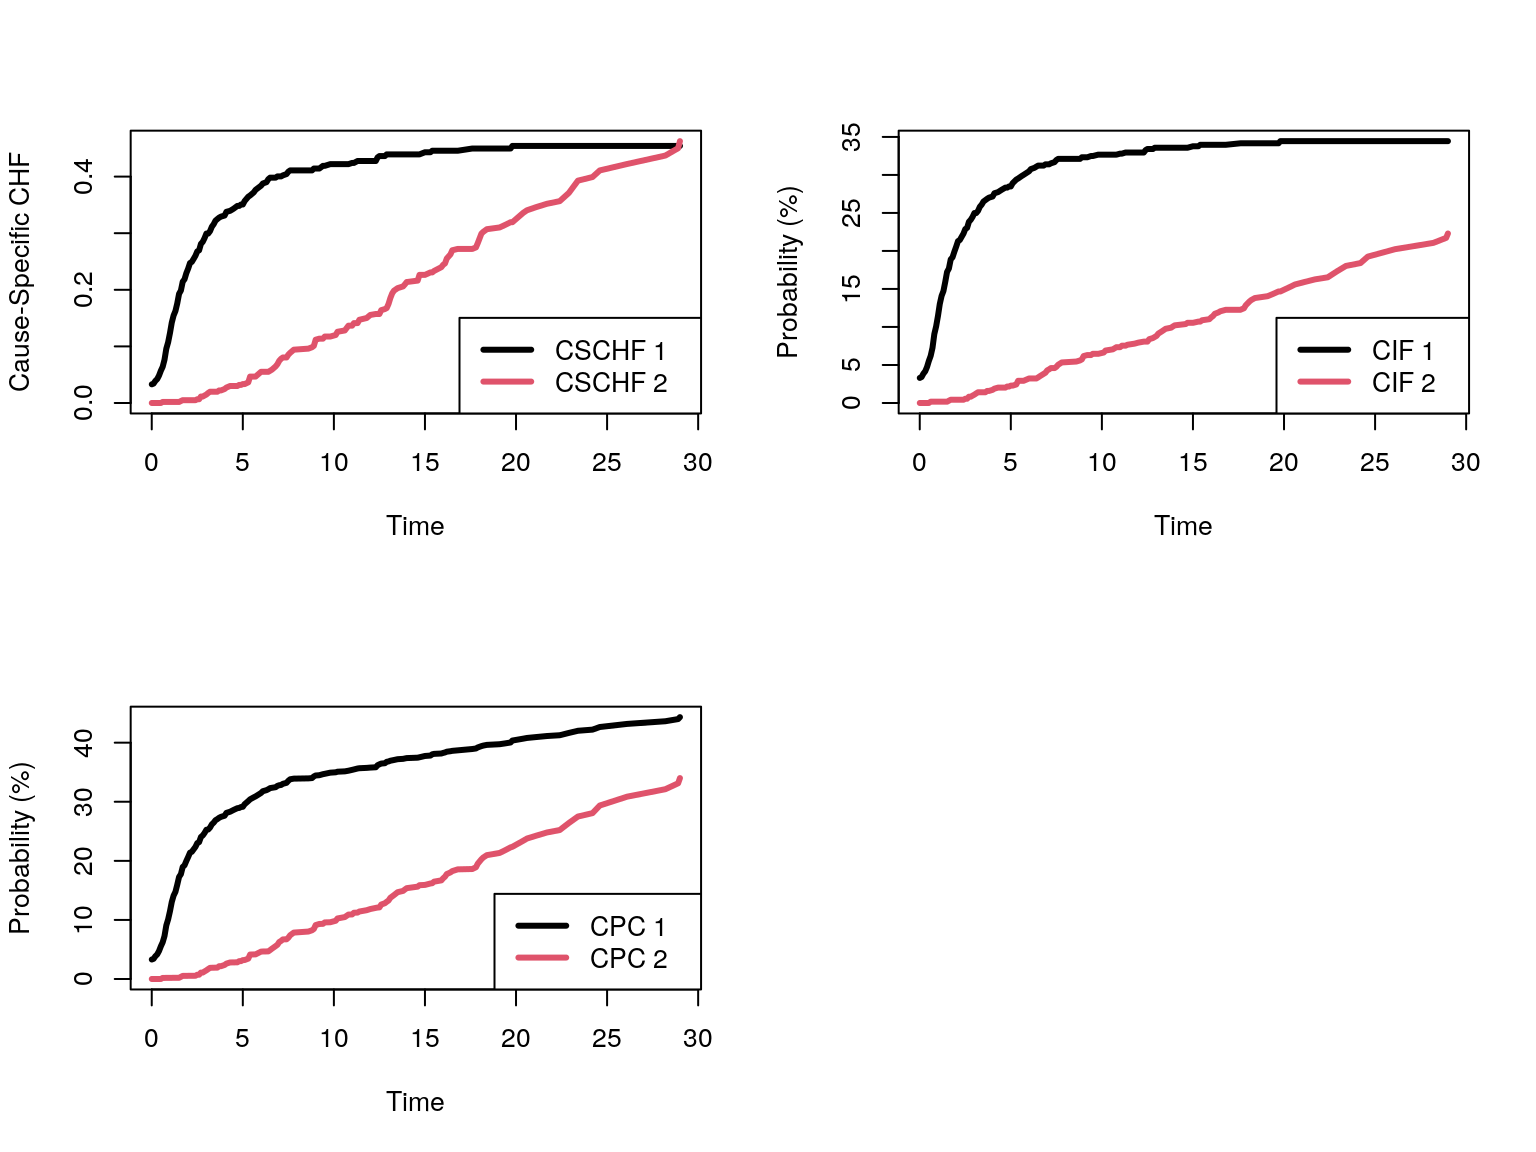 Cause-Specific CHF
0.4
0.2
0.0
CSCHF 1
CSCHF 2
0 5 10 15 20 25 30
Time
Probability (%)
35
25
15
5
0
CIF 1
CIF 2
0 5 10 15 20 25 30
Time
Probability (%)
40
30
20
10
0
CPC 1
CPC 2
0 5 10 15 20 25 30
Time